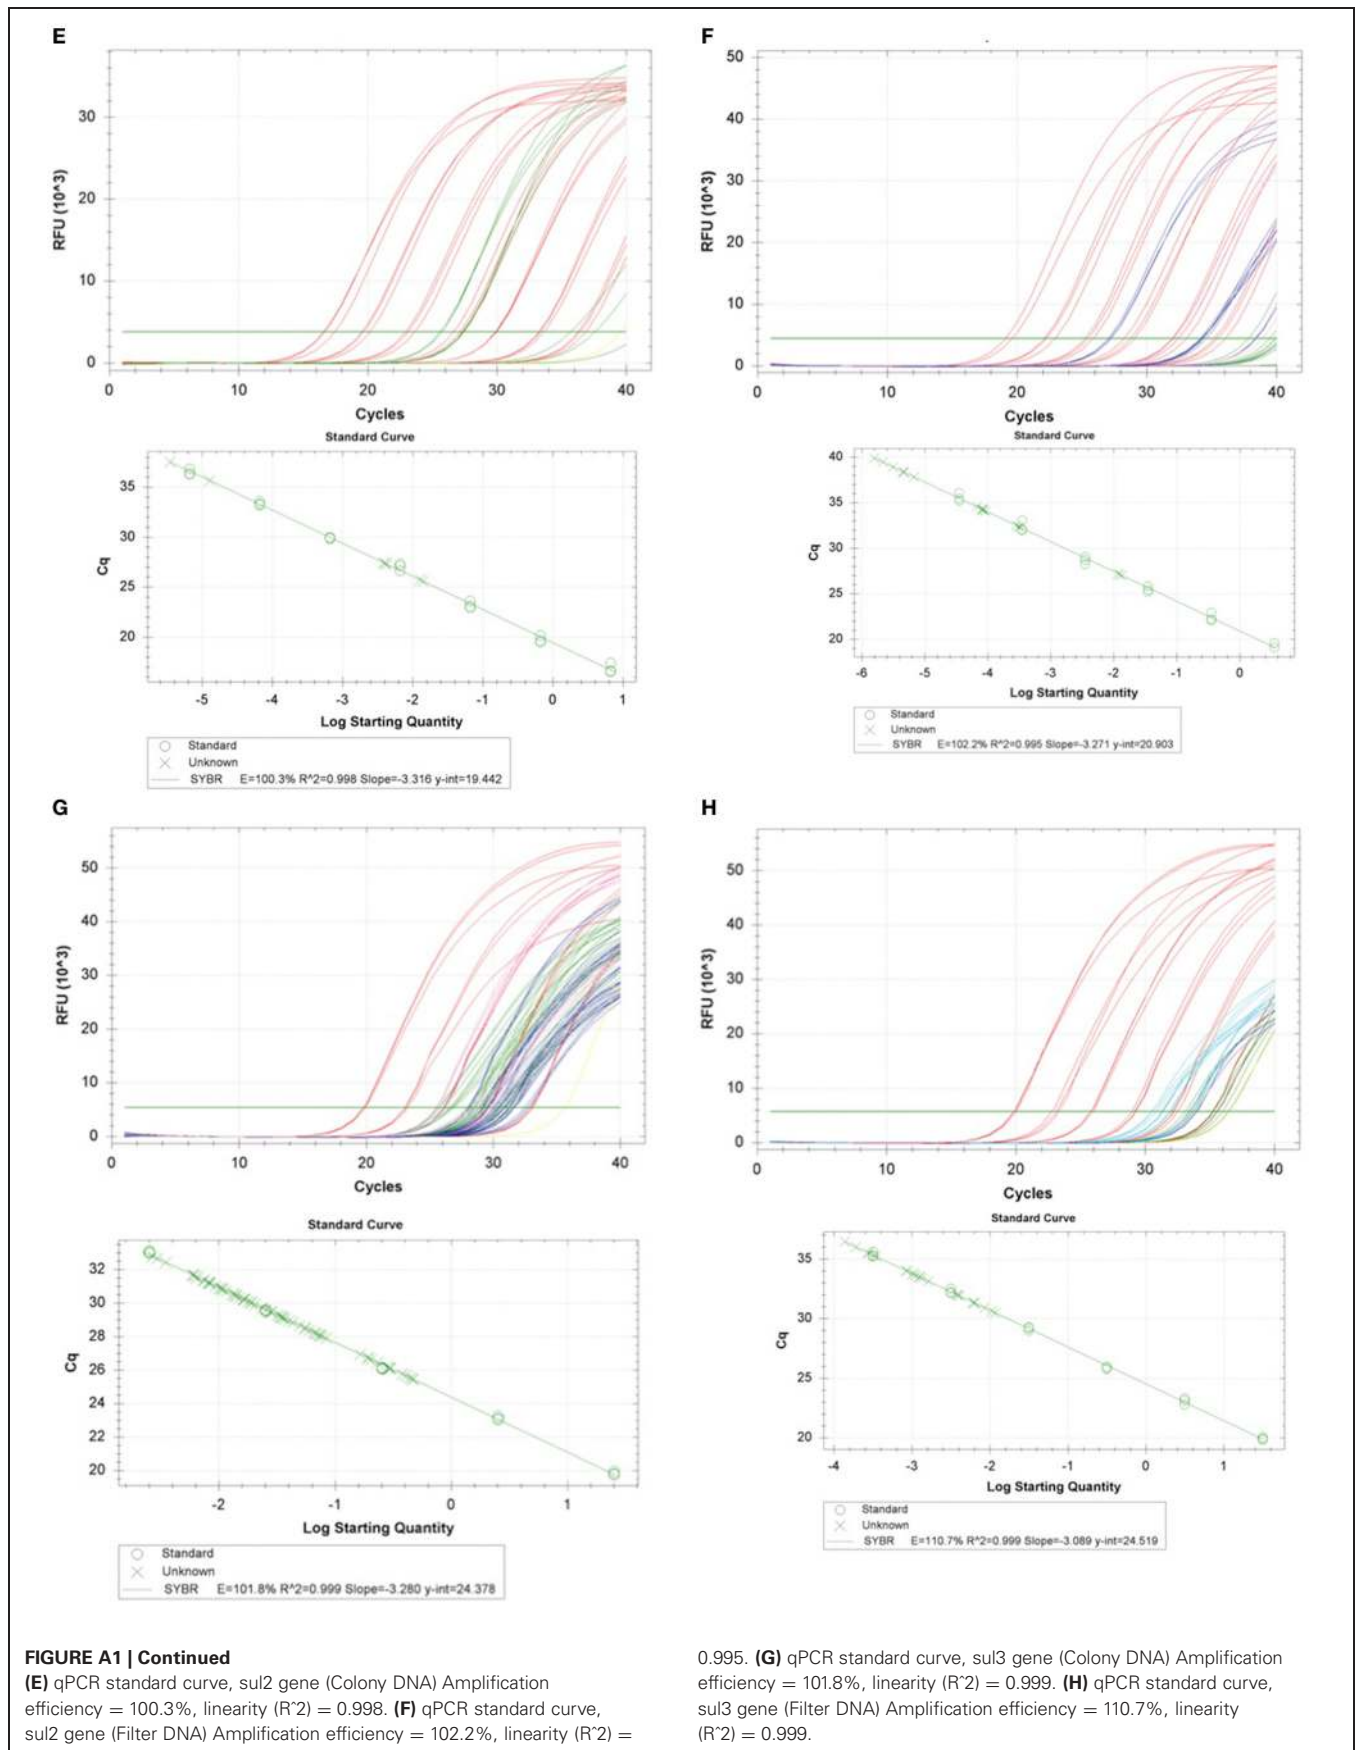 E
30
20
10
0
RFU (10^3)
0
10
20
30
40
Cycles
Standard Curve
35
30
25
20
Cq
-5
-4
-3
-2
-1
0
1
Log Starting Quantity
Standard
Unknown
SYBR E=100.3% R^2=0.998 Slope=-3.316 y-int=19.442
F
50
40
30
20
10
0
RFU (10^3)
0
10
20
30
40
Cycles
Standard Curve
40
35
30
25
20
Cq
-6
-5
-4
-3
-2
-1
0
Log Starting Quantity
Standard
Unknown
SYBR E=102.2% R^2=0.995 Slope=-3.271 y-int=20.903
G
50
40
30
20
10
0
RFU (10^3)
0
10
20
30
40
Cycles
Standard Curve
32
30
28
26
24
22
20
Cq
-2
-1
0
1
Log Starting Quantity
Standard
Unknown
SYBR E=101.8% R^2=0.999 Slope=-3.280 y-int=24.378
H
50
40
30
20
10
0
RFU (10^3)
0
10
20
30
40
Cycles
Standard Curve
35
30
25
20
Cq
-4
-3
-2
-1
0
1
Log Starting Quantity
Standard
Unknown
SYBR E=110.7% R^2=0.999 Slope=-3.089 y-int=24.519
FIGURE A1 | Continued
(E) qPCR standard curve, sul2 gene (Colony DNA) Amplification
efficiency = 100.3%, linearity (R^2) = 0.998. (F) qPCR standard curve,
sul2 gene (Filter DNA) Amplification efficiency = 102.2%, linearity (R^2) =
0.995. (G) qPCR standard curve, sul3 gene (Colony DNA) Amplification
efficiency = 101.8%, linearity (R^2) = 0.999. (H) qPCR standard curve,
sul3 gene (Filter DNA) Amplification efficiency = 110.7%, linearity
(R^2) = 0.999.